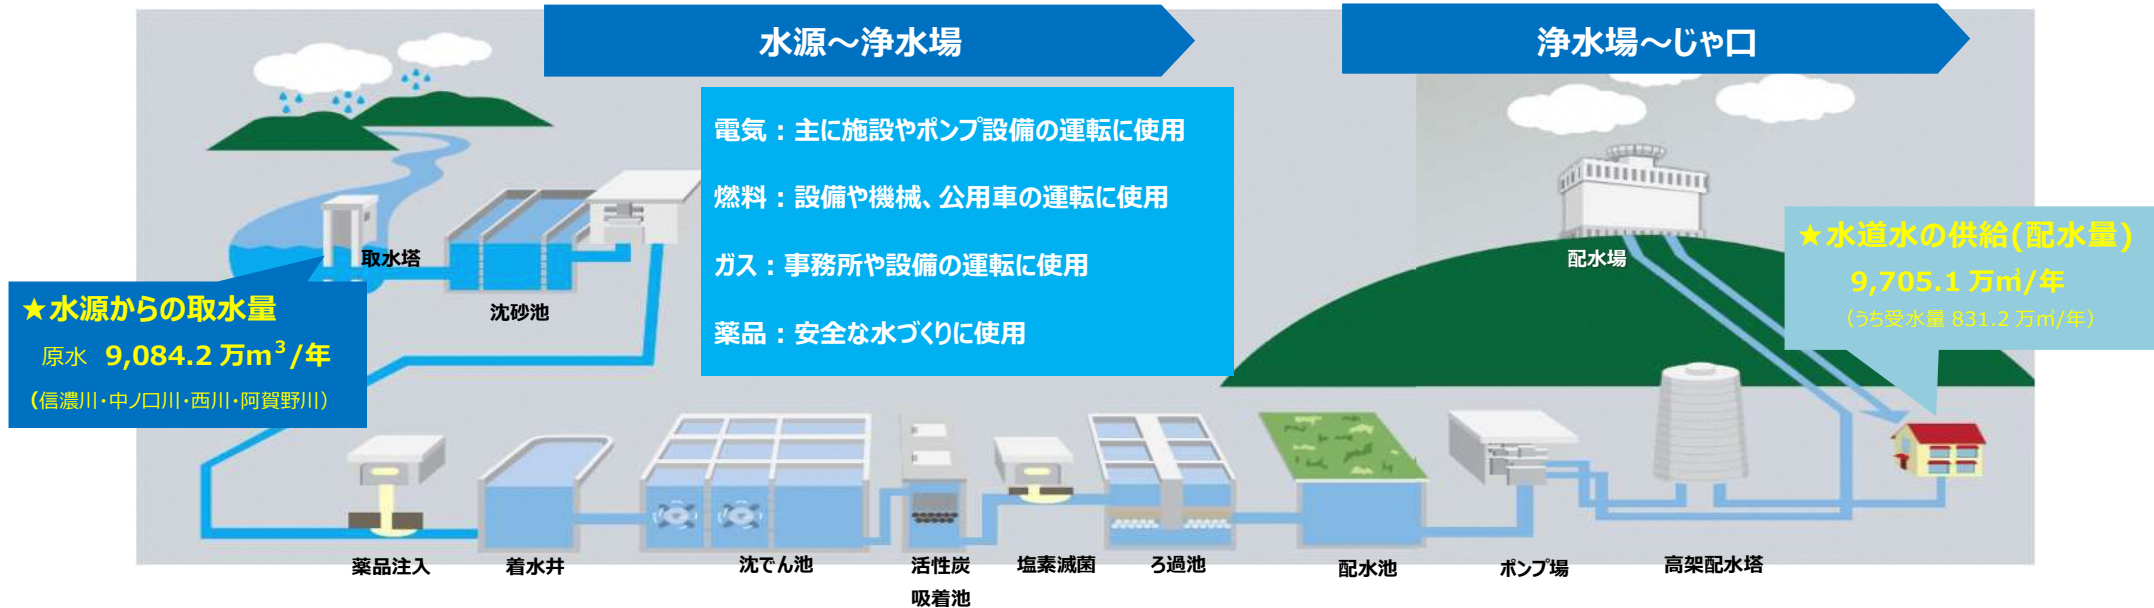 水源～浄水場
浄水場～じゃ口
電気：主に施設やポンプ設備の運転に使用
燃料：設備や機械、公用車の運転に使用
ガス：事務所や設備の運転に使用
薬品：安全な水づくりに使用
取水塔
沈砂池
★水源からの取水量
原水 9,084.2 万m³/年
(信濃川・中ノ口川・西川・阿賀野川)
配水場
★水道水の供給(配水量)
9,705.1 万㎥/年
(うち受水量 831.2 万㎥/年)
薬品注入
着水井
沈でん池
活性炭
吸着池
塩素滅菌
ろ過池
配水池
ポンプ場
高架配水塔